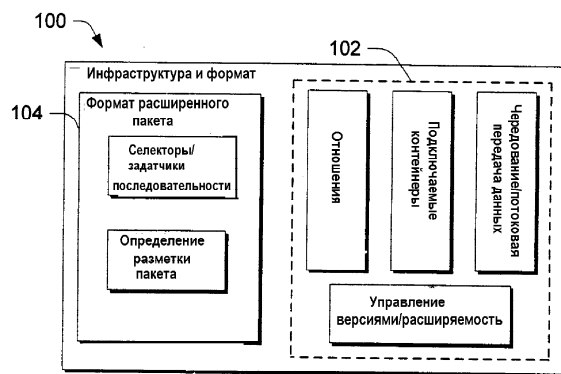 100
102
Инфраструктура и формат
104
Формат расширенного
пакета
Селекторы/
задатчики
последовательности
Определение
разметки
пакета
Отношения
Подключаемые
контейнеры
Чередование/потоковая
передача данных
Управление
версиями/расширяемость